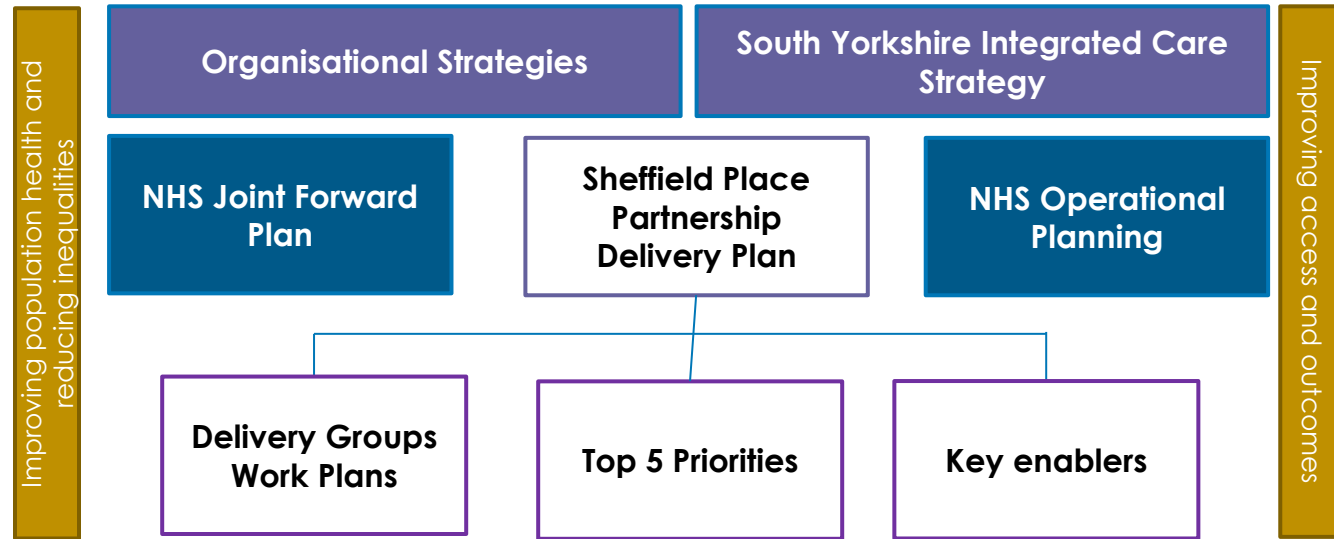 Improving population health and
reducing inequalities
Organisational Strategies
South Yorkshire Integrated Care
Strategy
NHS Joint Forward
Plan
Sheffield Place
Partnership
Delivery Plan
NHS Operational
Planning
Delivery Groups
Work Plans
Top 5 Priorities
Key enablers
Improving access and outcomes